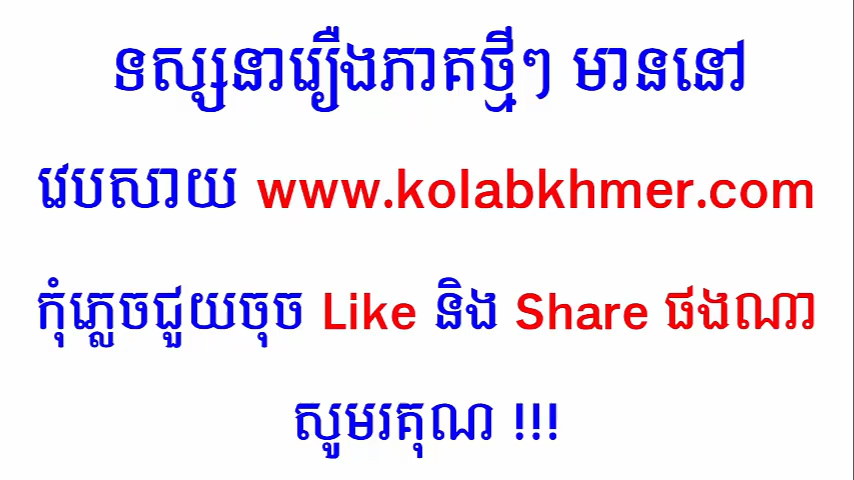 ទស្សនារឿងភាគថ្មីៗ មាននៅ
វេបសាយ www.kolabkhmer.com
កុំភ្លេចជួយចុច Like និង Share ផងណា
សូមរគុណ !!!